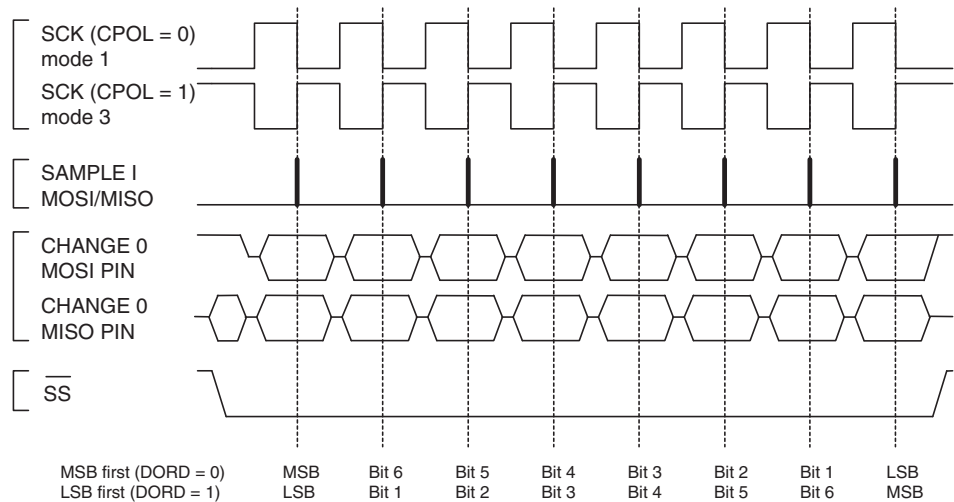 SCK (CPOL = 0)
mode 1
SCK (CPOL = 1)
mode 3
SAMPLE I
MOSI/MISO
CHANGE 0
MOSI PIN
CHANGE 0
MISO PIN
SS
MSB first (DORD = 0) MSB Bit 6 Bit 5 Bit 4 Bit 3 Bit 2 Bit 1 LSB
LSB first (DORD = 1) LSB Bit 1 Bit 2 Bit 3 Bit 4 Bit 5 Bit 6 MSB